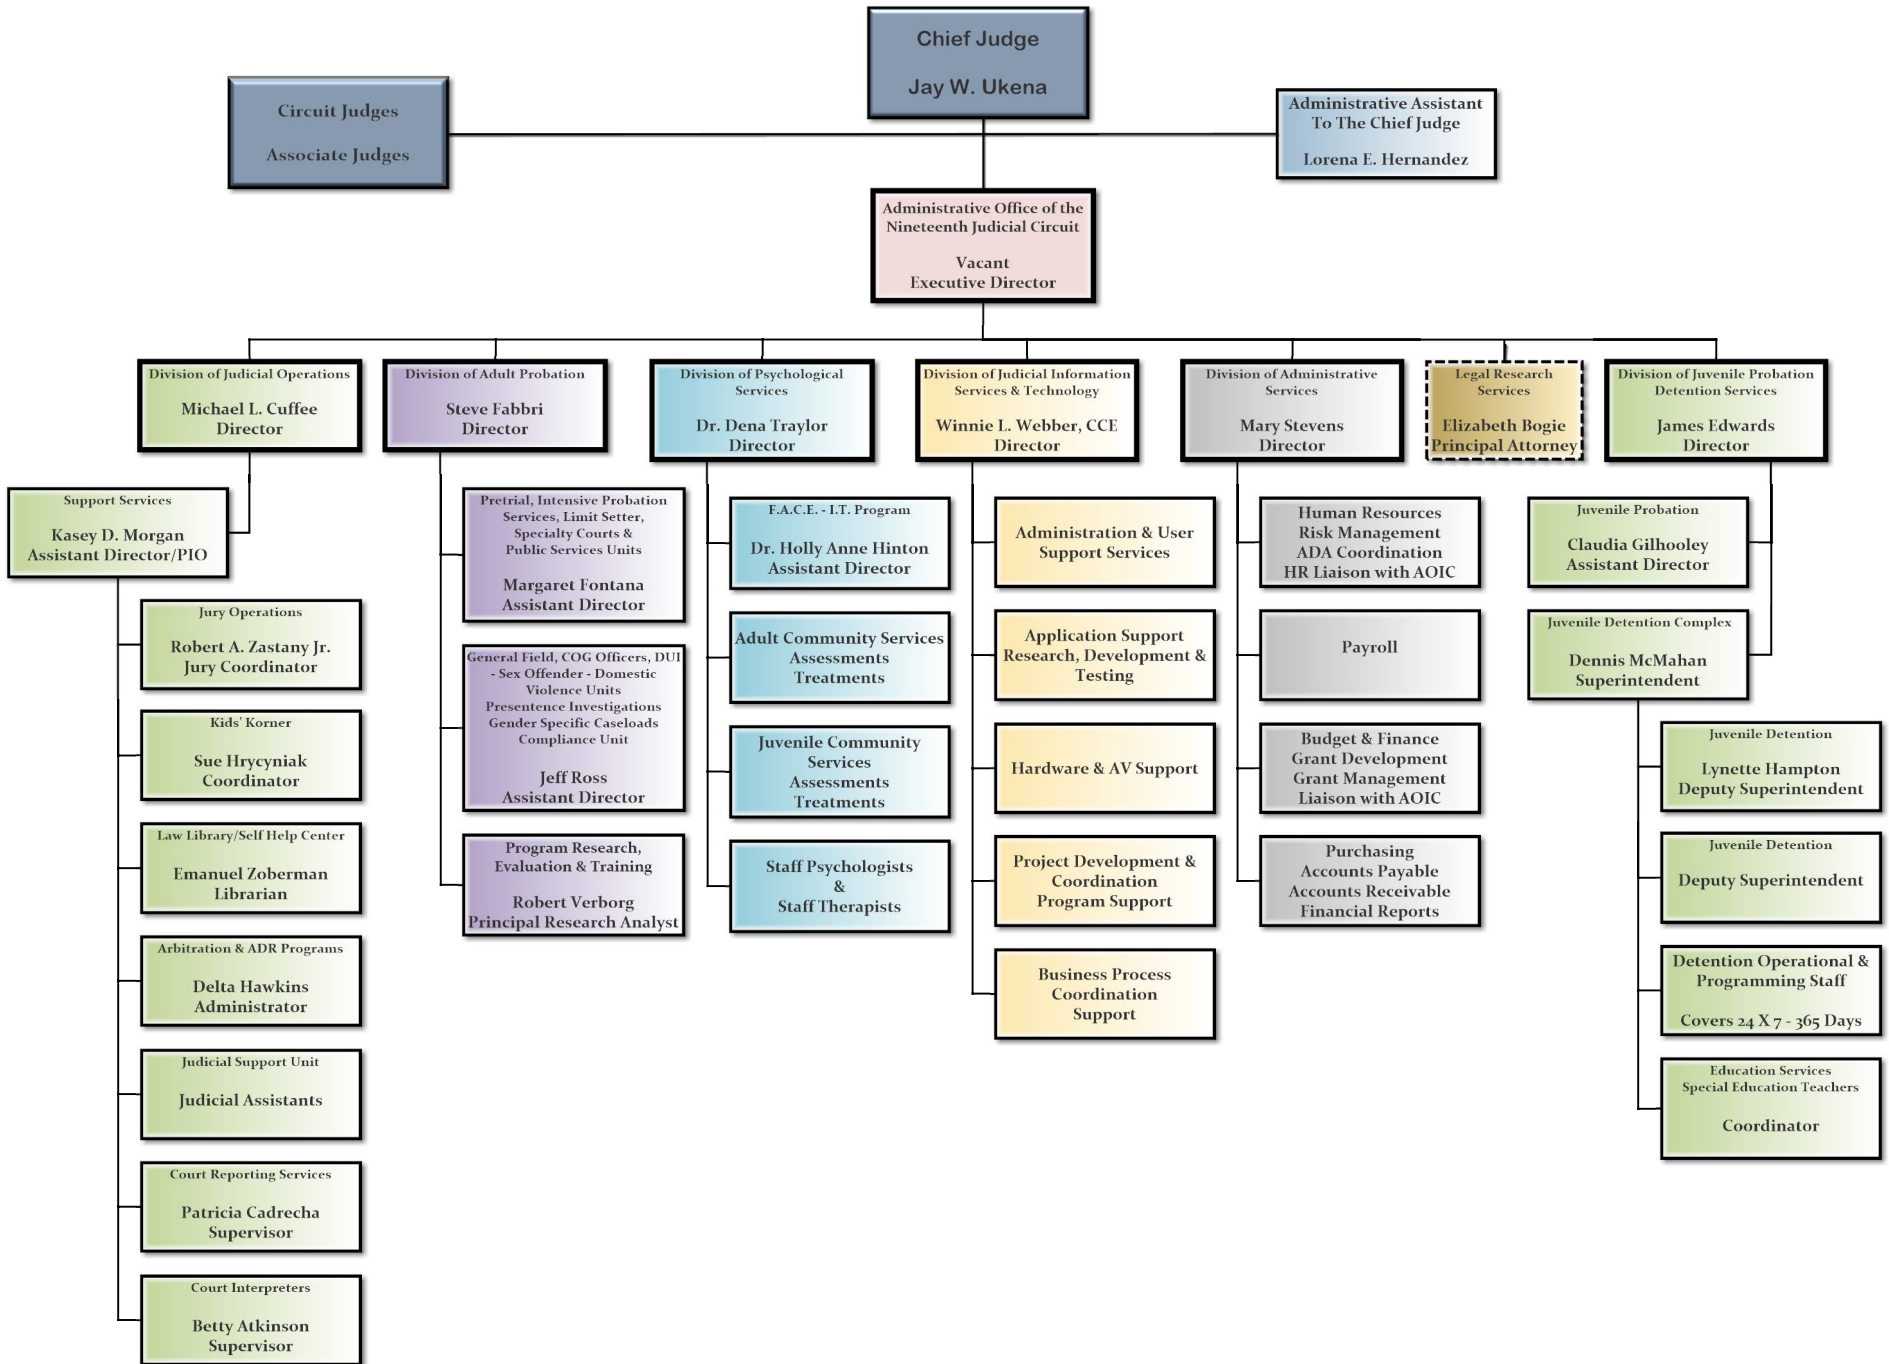 Chief Judge
Jay W. Ukena
Circuit Judges
Associate Judges
Administrative Assistant
To The Chief Judge
Lorena E. Hernandez
Administrative Office of the
Nineteenth Judicial Circuit
Vacant
Executive Director
Division of Judicial Operations
Michael L. Cuffee
Director
Support Services
Kasey D. Morgan
Assistant Director/PIO
Jury Operations
Robert A. Zastany Jr.
Jury Coordinator
Kids' Korner
Sue Hrycyniak
Coordinator
Law Library/Self Help Center
Emanuel Zoberman
Librarian
Arbitration & ADR Programs
Delta Hawkins
Administrator
Judicial Support Unit
Judicial Assistants
Court Reporting Services
Patricia Cadrecha
Supervisor
Court Interpreters
Betty Atkinson
Supervisor
Division of Adult Probation
Steve Fabbri
Director
Pretrial, Intensive Probation
Services, Limit Setter,
Specialty Courts &
Public Services Units
Margaret Fontana
Assistant Director
General Field, COG Officers, DUI
- Sex Offender - Domestic
Violence Units
Presentence Investigations
Gender Specific Caseloads
Compliance Unit
Jeff Ross
Assistant Director
Program Research,
Evaluation & Training
Robert Verborg
Principal Research Analyst
Division of Psychological
Services
Dr. Dena Traylor
Director
F.A.C.E. - I.T. Program
Dr. Holly Anne Hinton
Assistant Director
Adult Community Services
Assessments
Treatments
Juvenile Community
Services
Assessments
Treatments
Staff Psychologists
&
Staff Therapists
Division of Judicial Information
Services & Technology
Winnie L. Webber, CCE
Director
Administration & User
Support Services
Application Support
Research, Development &
Testing
Hardware & AV Support
Project Development &
Coordination
Program Support
Business Process
Coordination
Support
Division of Administrative
Services
Mary Stevens
Director
Human Resources
Risk Management
ADA Coordination
HR Liaison with AOIC
Payroll
Budget & Finance
Grant Development
Grant Management
Liaison with AOIC
Purchasing
Accounts Payable
Accounts Receivable
Financial Reports
Legal Research
Services
Elizabeth Bogie
Principal Attorney
Division of Juvenile Probation
Detention Services
James Edwards
Director
Juvenile Probation
Claudia Gilhooley
Assistant Director
Juvenile Detention Complex
Dennis McMahan
Superintendent
Juvenile Detention
Lynette Hampton
Deputy Superintendent
Juvenile Detention
Deputy Superintendent
Detention Operational &
Programming Staff
Covers 24 X 7 - 365 Days
Education Services
Special Education Teachers
Coordinator